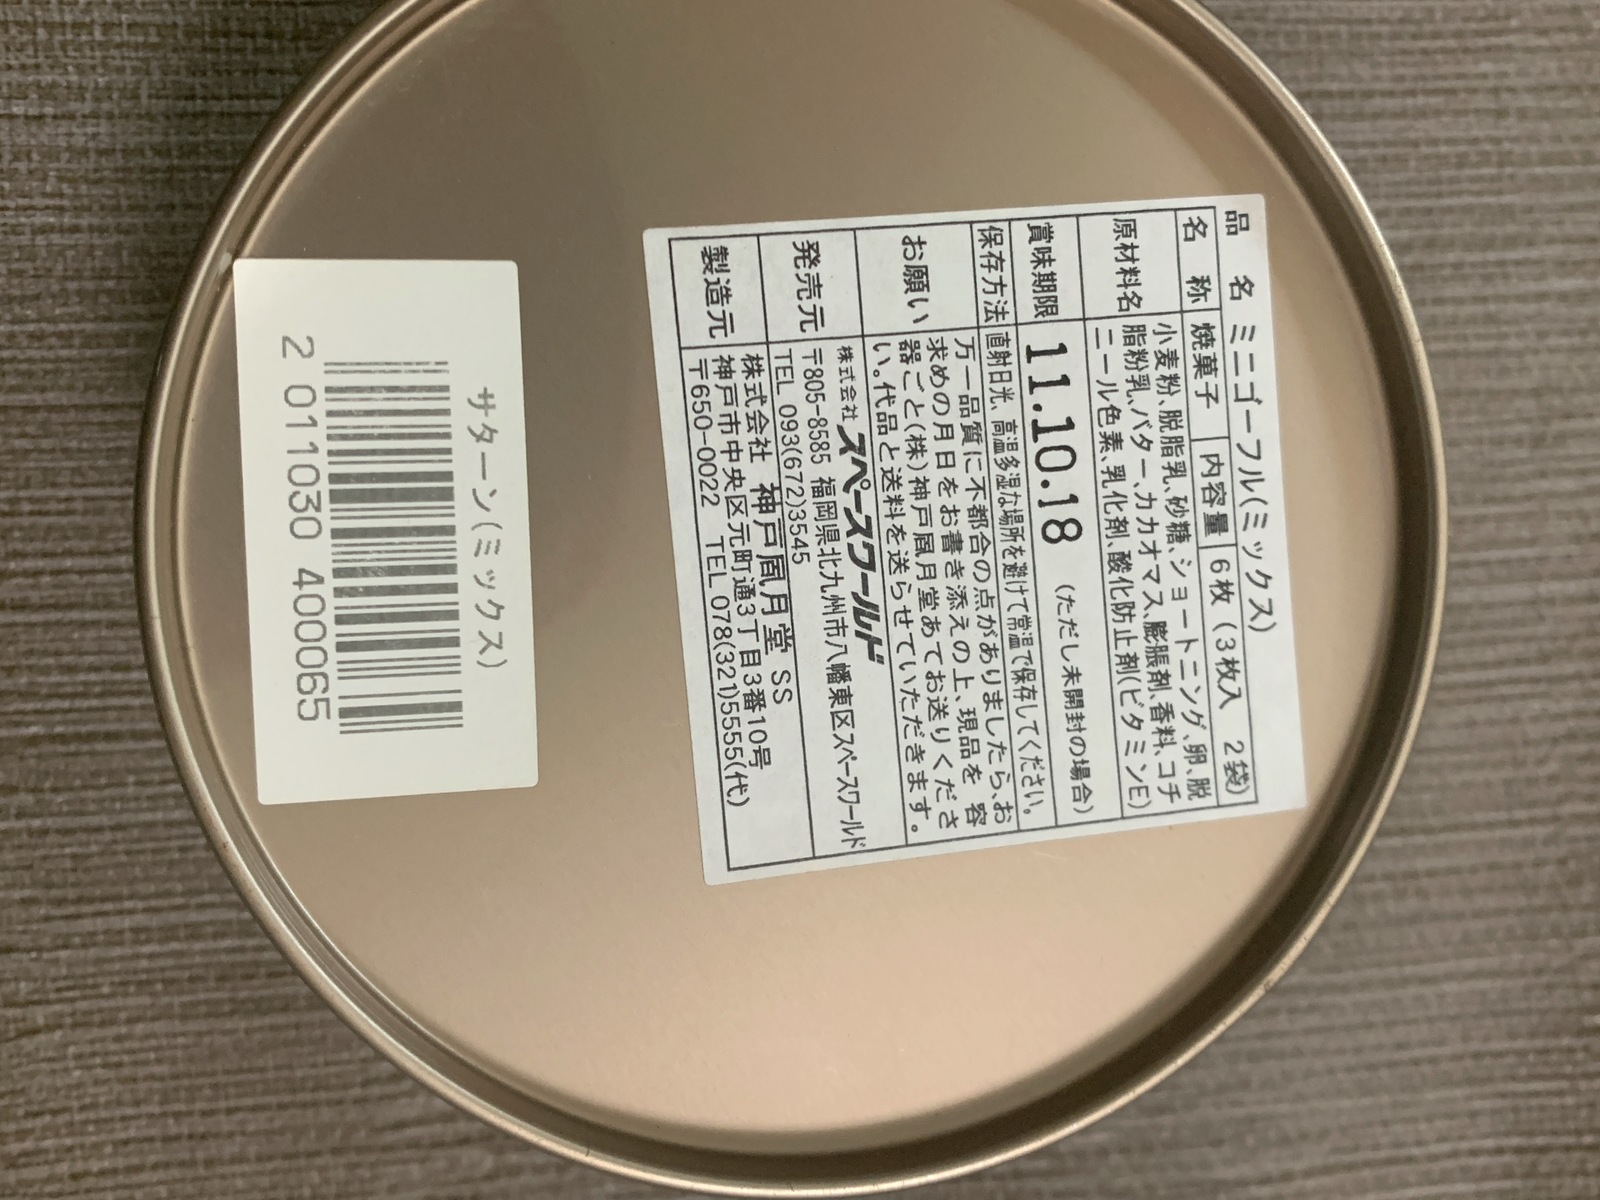 品名 ミニゴーフル(ミックス)
名称 焼菓子 内容量 6枚(3枚入 2袋)
原材料名 小麦粉、脱脂乳、砂糖、ショートニング、卵、脱
脂粉乳、バター、カカオマス、膨脹剤、香料、コチ
ニール色素、乳化剤、酸化防止剤(ビタミンE)
賞味期限 11.10.18 (ただし未開封の場合)
保存方法 直射日光、高温多湿な場所を避けて常温で保存してください。
お願い 万一品質に不都合の点がありましたら、お
求めの月日をお書き添えの上、現品を 容
器ごと(株)神戸凮月堂あてお送りくださ
い。代品と送料を送らせていただきます。
発売元 株式会社 スペースワールド
〒805-8585 福岡県北九州市八幡東区スペースワールド
TEL 093(672)3545
製造元 株式会社 神戸凮月堂 SS
神戸市中央区元町通3丁目3番10号
〒650-0022 TEL 078(321)5555(代)
サターン(ミックス)
2 011030 400065